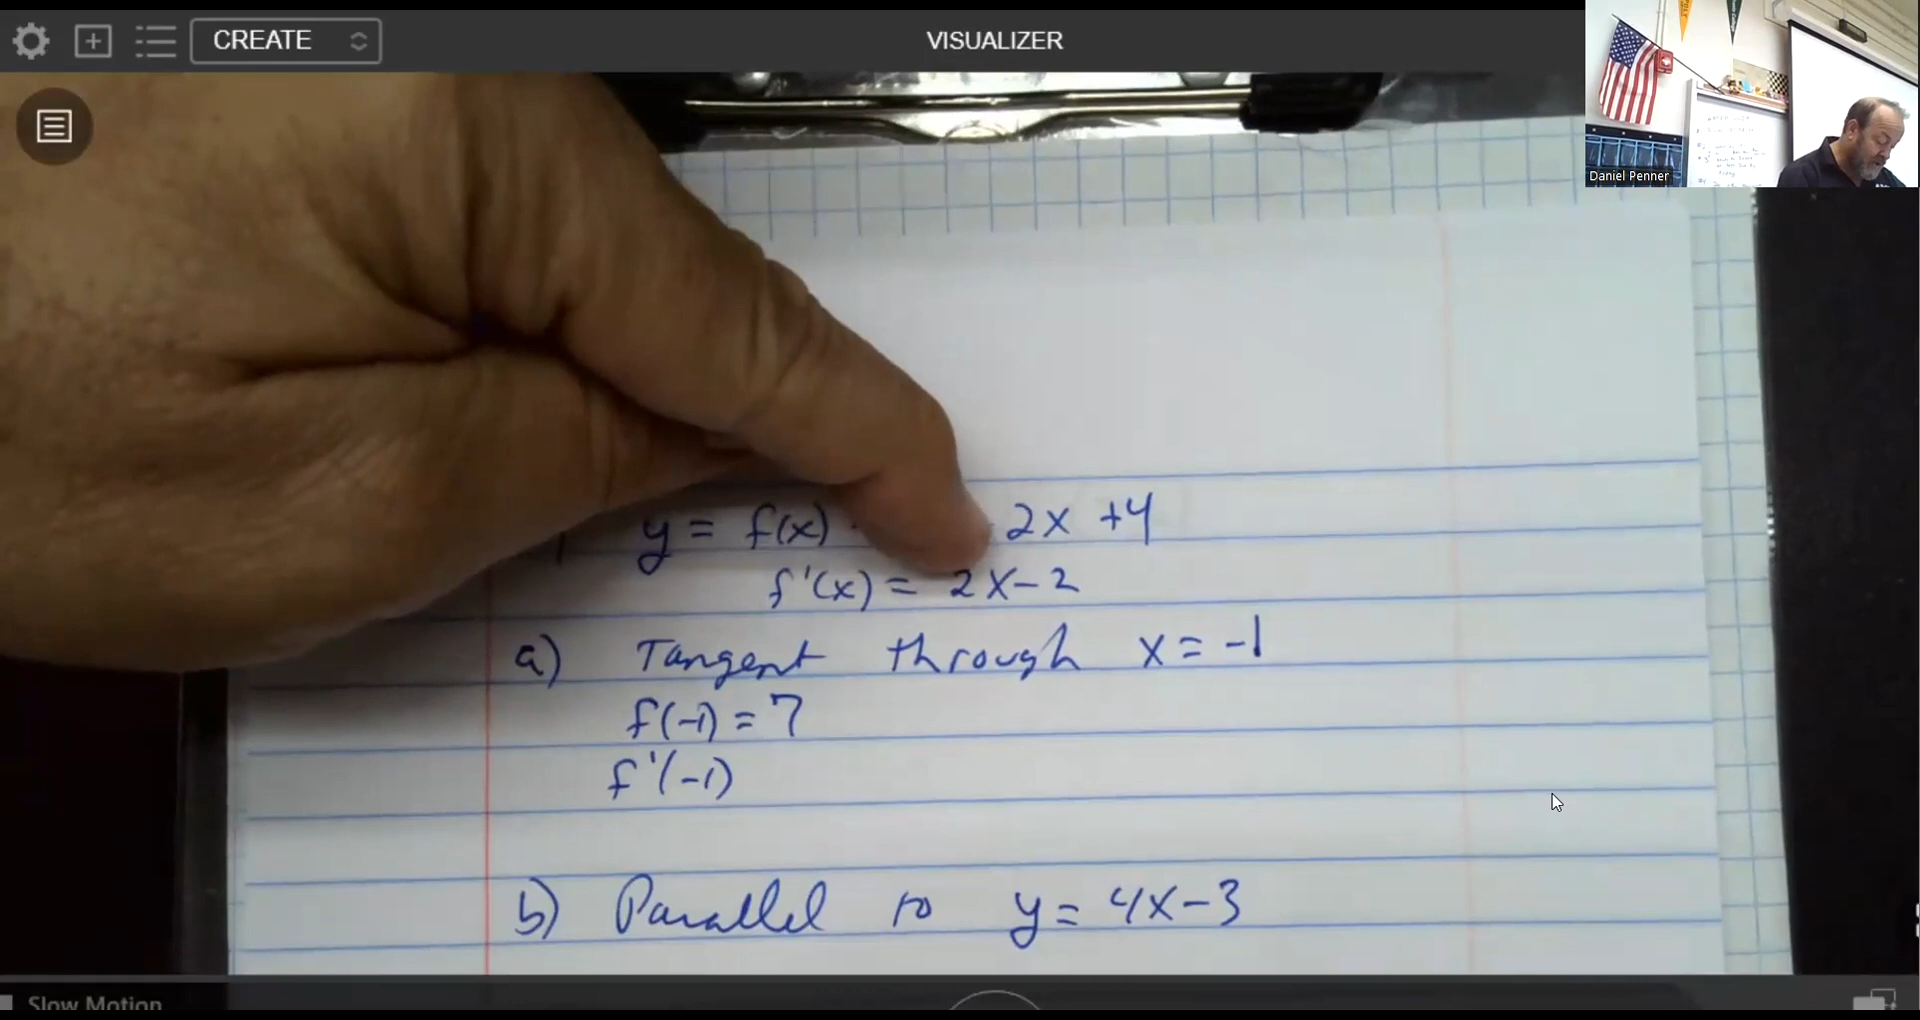 CREATE
VISUALIZER
Daniel Penner
y = f(x) 2x +4
f'(x) = 2x-2
a) Tangent through x = -1
f(-1) = 7
f'(-1)
b) Parallel to y = 4x-3
Slow Motion